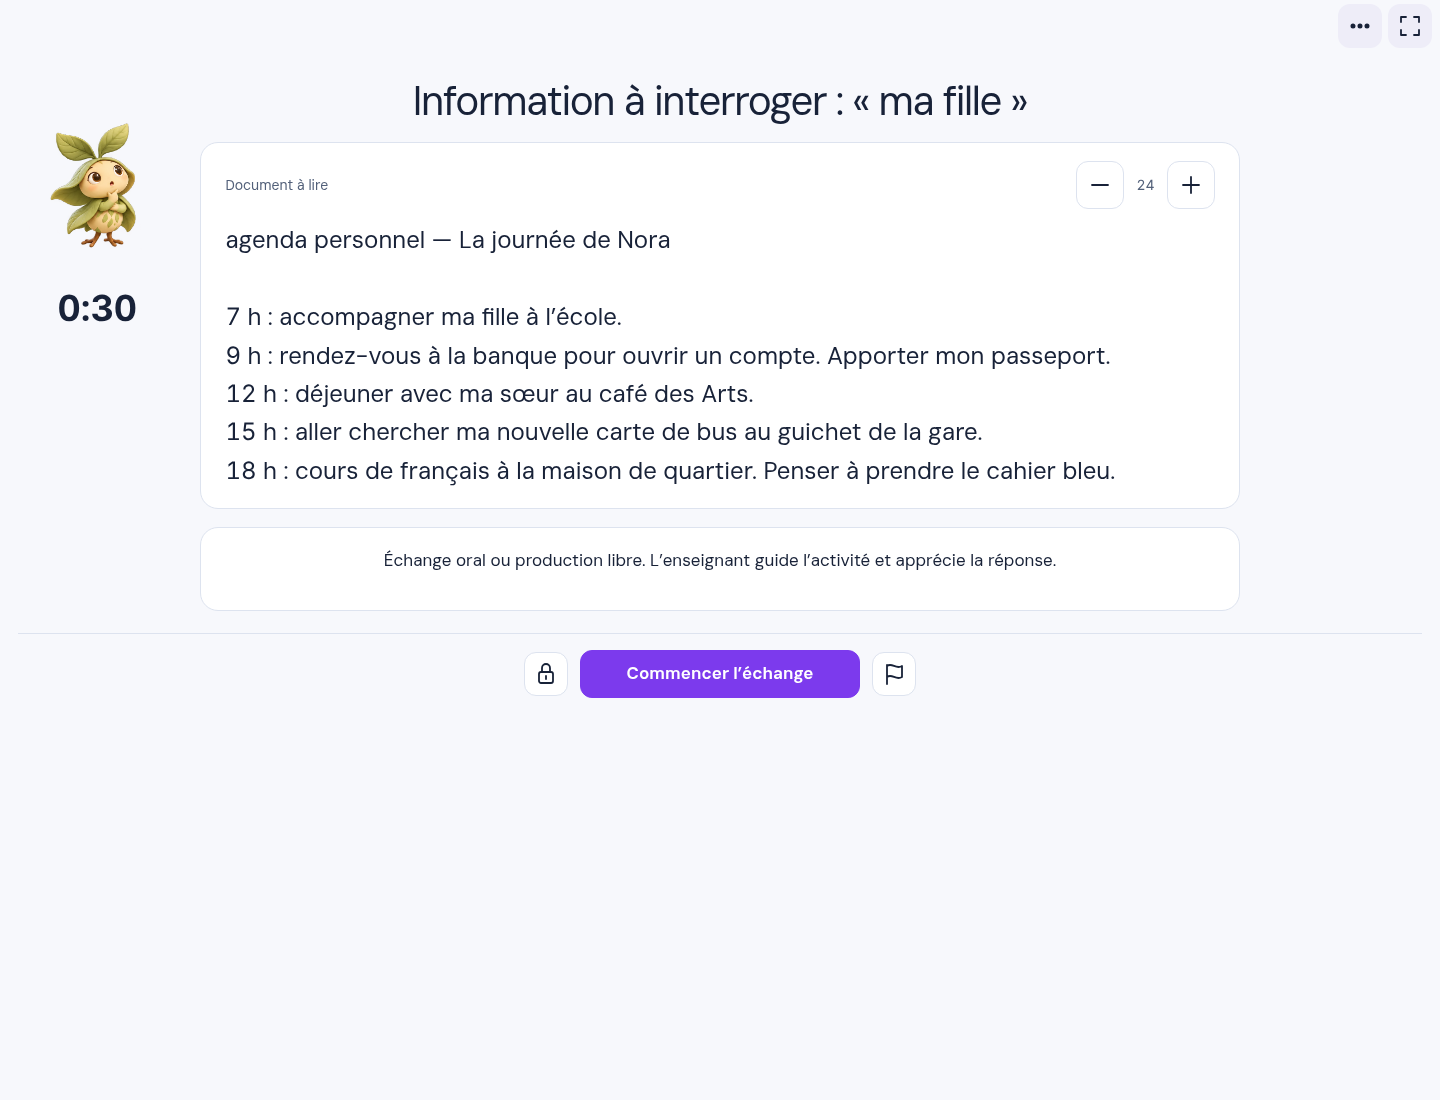 Information à interroger : « ma fille »
0:30
Document à lire
24
agenda personnel — La journée de Nora
7 h : accompagner ma fille à l’école.
9 h : rendez-vous à la banque pour ouvrir un compte. Apporter mon passeport.
12 h : déjeuner avec ma sœur au café des Arts.
15 h : aller chercher ma nouvelle carte de bus au guichet de la gare.
18 h : cours de français à la maison de quartier. Penser à prendre le cahier bleu.
Échange oral ou production libre. L’enseignant guide l’activité et apprécie la réponse.
Commencer l’échange